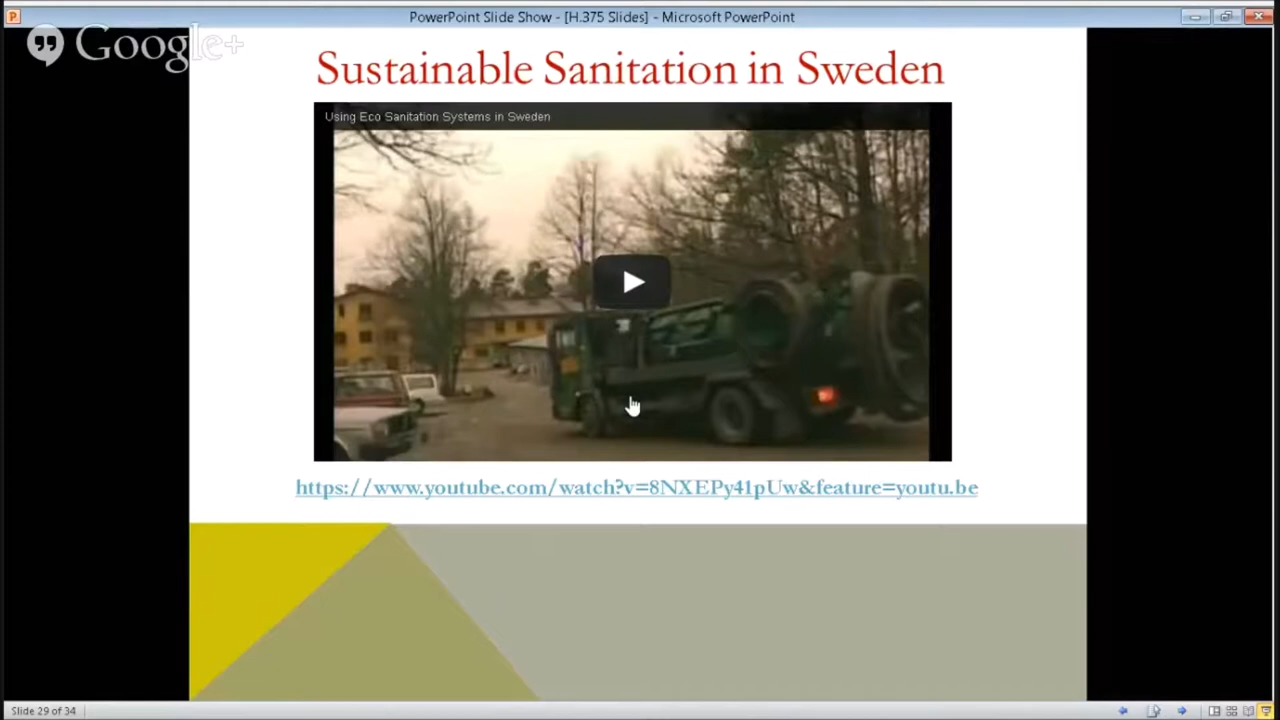 PowerPoint Slide Show - [H.375 Slides] - Microsoft PowerPoint
Google+
Sustainable Sanitation in Sweden
Using Eco Sanitation Systems in Sweden
https://www.youtube.com/watch?v=8NXEPy41pUw&feature=youtu.be
Slide 29 of 34